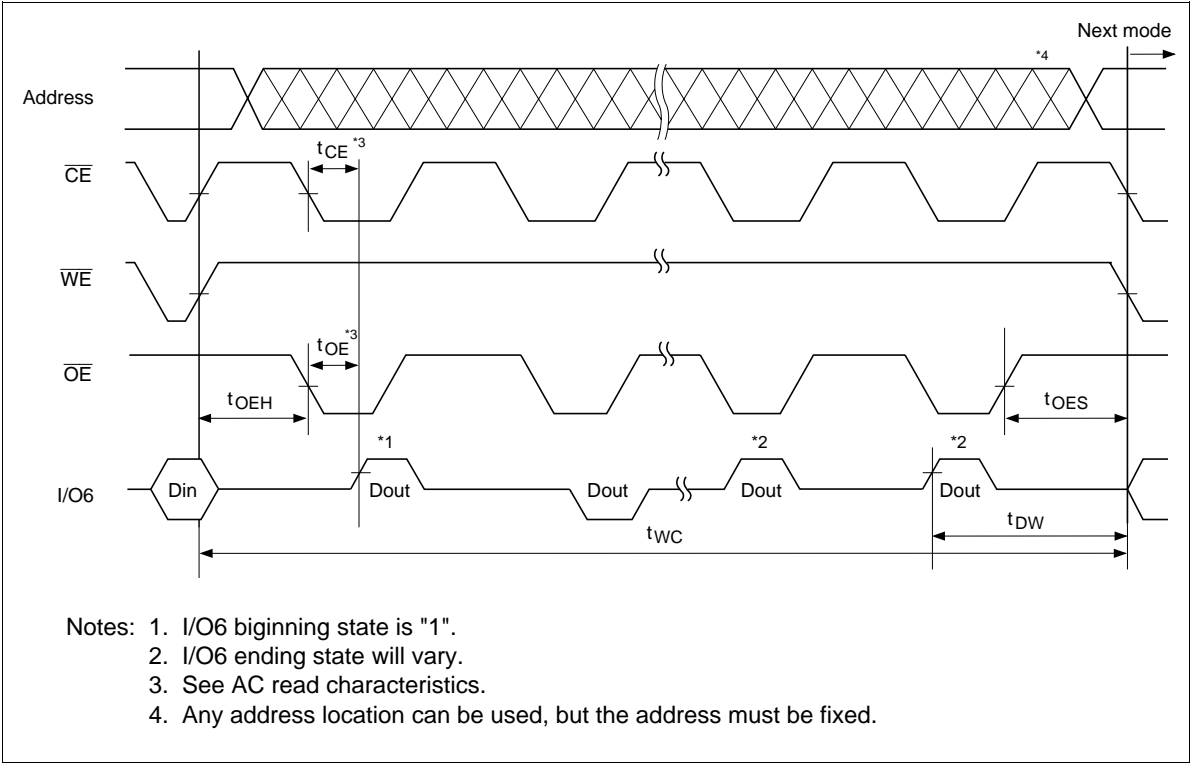 Next mode
*4
Address
tCE *3
CE
WE
tOE *3
OE
tOEH
tOES
*1
*2
*2
I/O6
Din
Dout
Dout
Dout
Dout
tWC
tDW
Notes: 1. I/O6 biginning state is "1".
2. I/O6 ending state will vary.
3. See AC read characteristics.
4. Any address location can be used, but the address must be fixed.